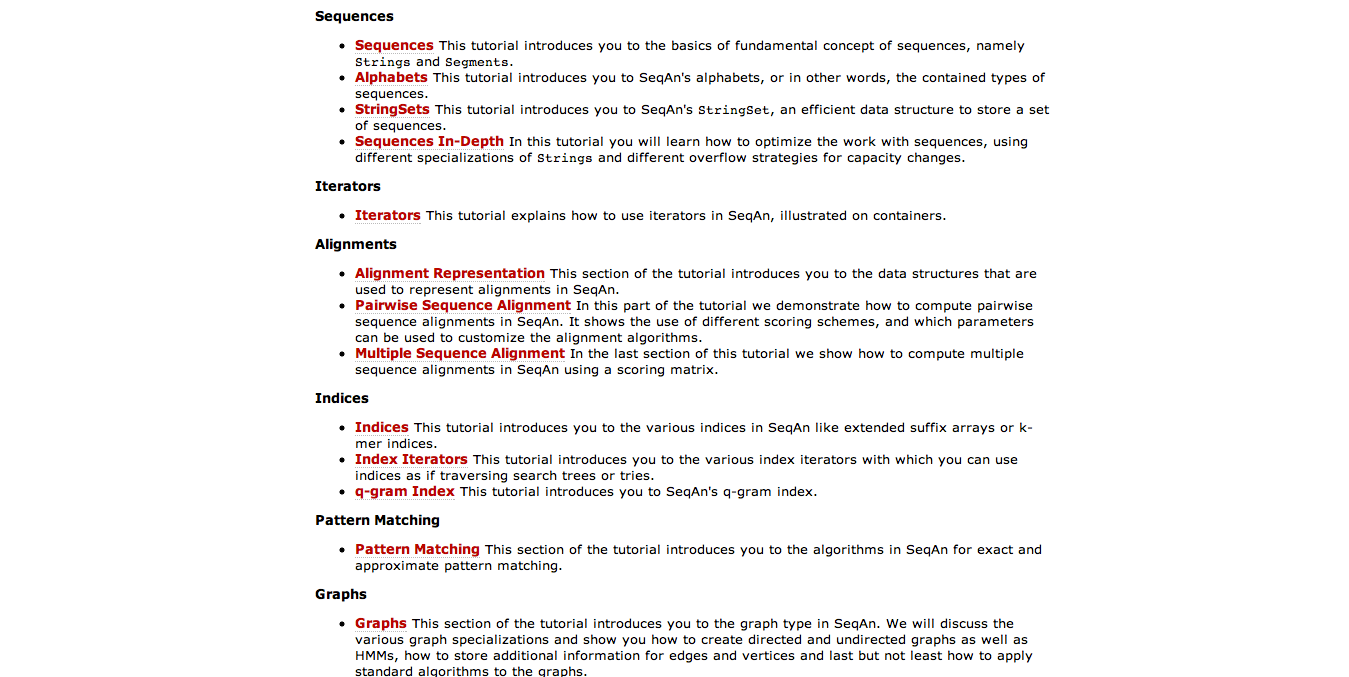 Sequences
• Sequences This tutorial introduces you to the basics of fundamental concept of sequences, namely
Strings and Segments.
• Alphabets This tutorial introduces you to SeqAn's alphabets, or in other words, the contained types of
sequences.
• StringSets This tutorial introduces you to SeqAn's StringSet, an efficient data structure to store a set
of sequences.
• Sequences In-Depth In this tutorial you will learn how to optimize the work with sequences, using
different specializations of Strings and different overflow strategies for capacity changes.
Iterators
• Iterators This tutorial explains how to use iterators in SeqAn, illustrated on containers.
Alignments
• Alignment Representation This section of the tutorial introduces you to the data structures that are
used to represent alignments in SeqAn.
• Pairwise Sequence Alignment In this part of the tutorial we demonstrate how to compute pairwise
sequence alignments in SeqAn. It shows the use of different scoring schemes, and which parameters
can be used to customize the alignment algorithms.
• Multiple Sequence Alignment In the last section of this tutorial we show how to compute multiple
sequence alignments in SeqAn using a scoring matrix.
Indices
• Indices This tutorial introduces you to the various indices in SeqAn like extended suffix arrays or k-
mer indices.
• Index Iterators This tutorial introduces you to the various index iterators with which you can use
indices as if traversing search trees or tries.
• q-gram Index This tutorial introduces you to SeqAn's q-gram index.
Pattern Matching
• Pattern Matching This section of the tutorial introduces you to the algorithms in SeqAn for exact and
approximate pattern matching.
Graphs
• Graphs This section of the tutorial introduces you to the graph type in SeqAn. We will discuss the
various graph specializations and show you how to create directed and undirected graphs as well as
HMMs, how to store additional information for edges and vertices and last but not least how to apply
standard algorithms to the graphs.